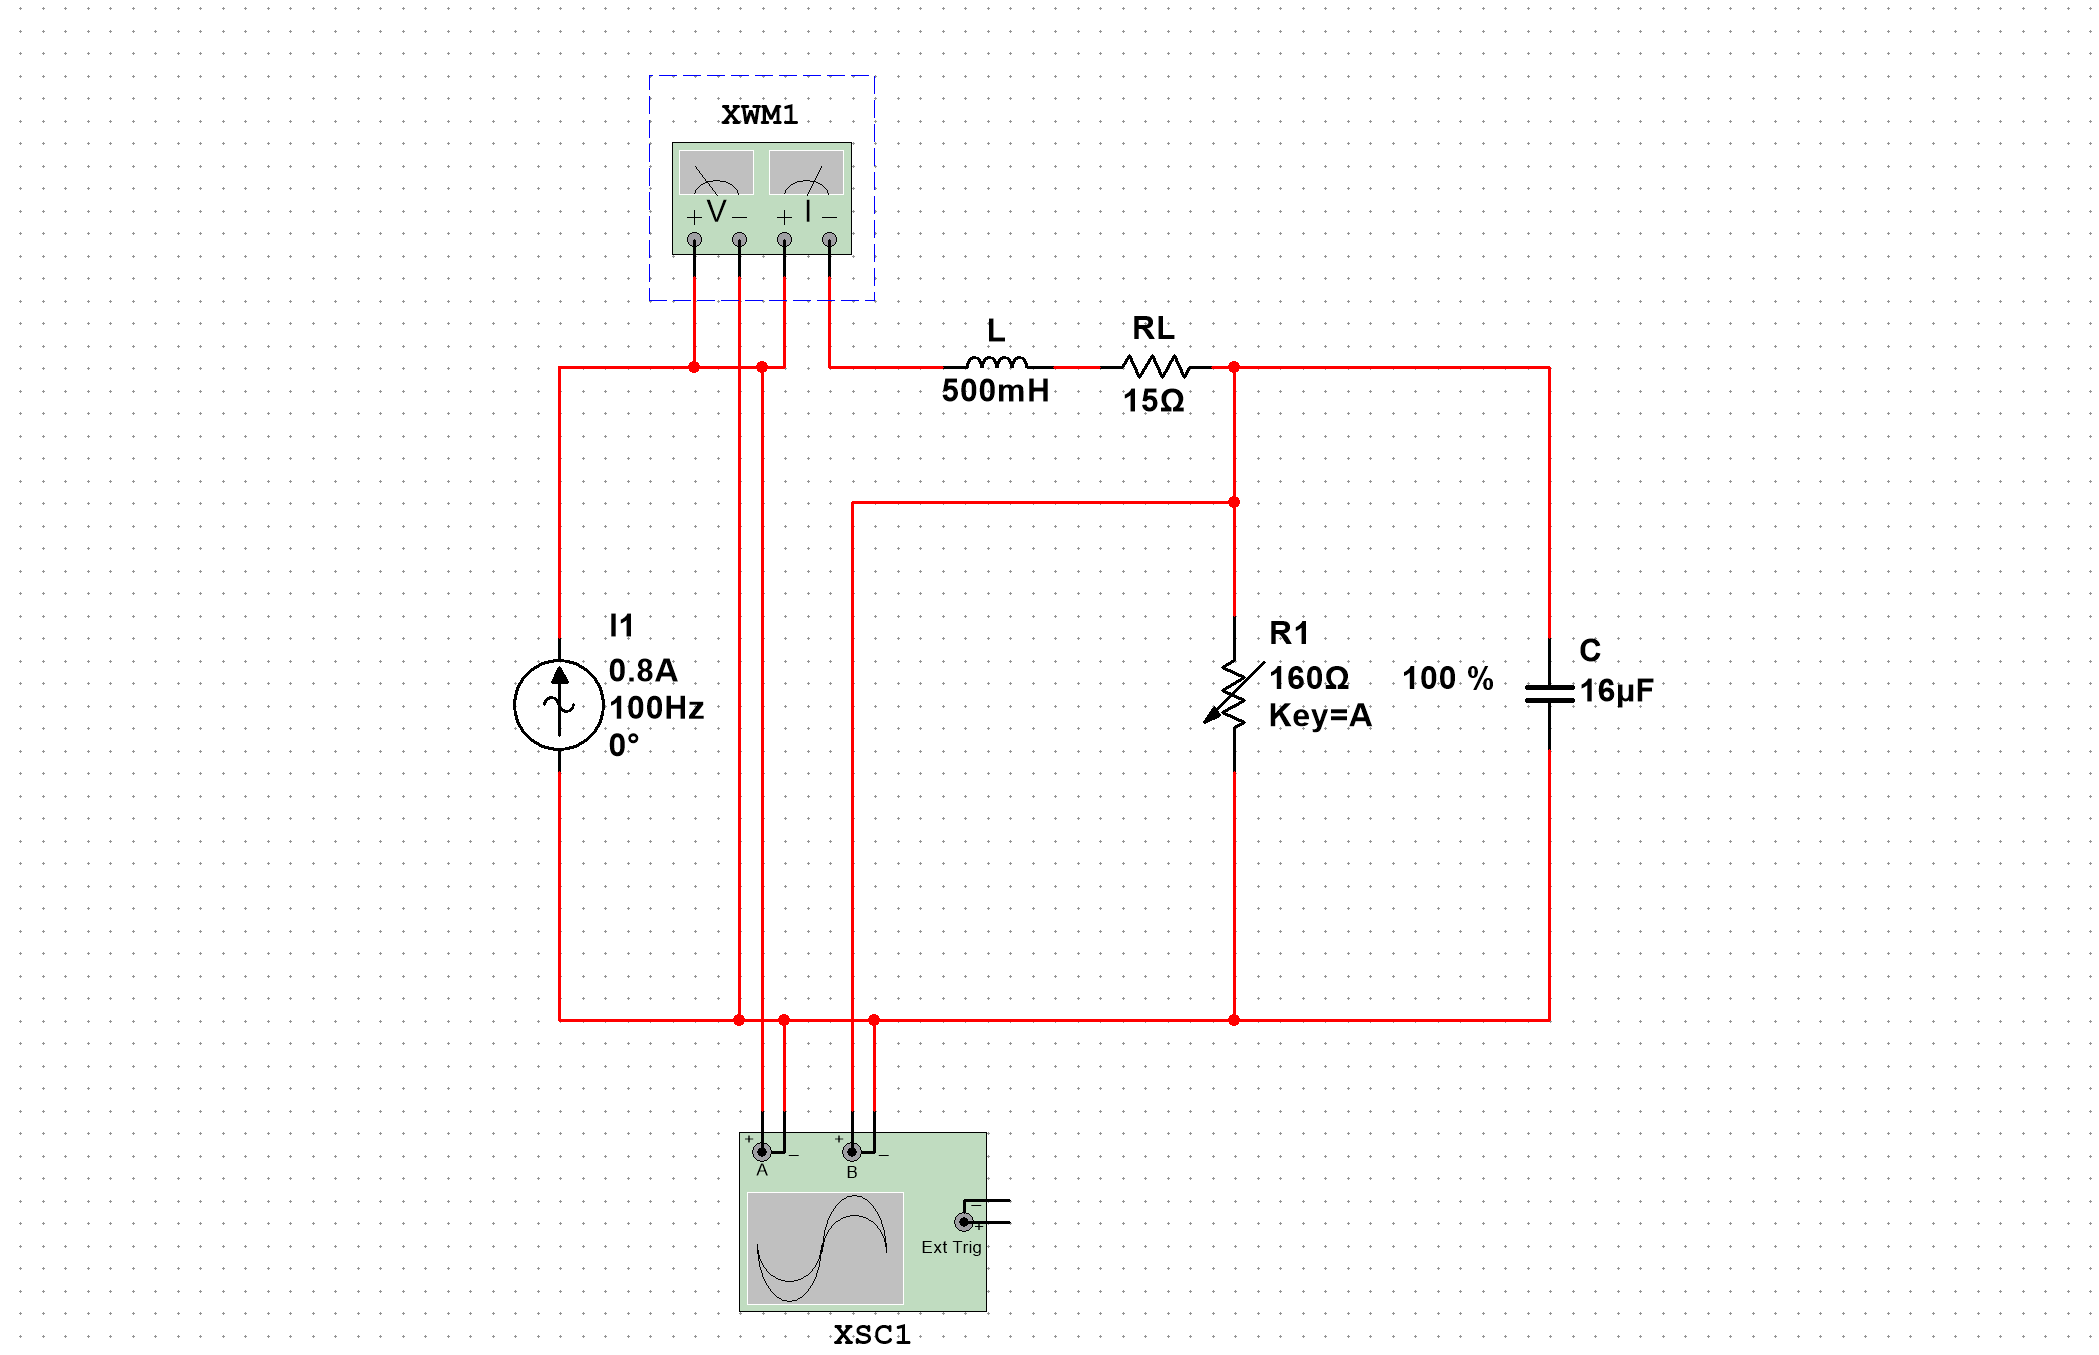 XWM1
+ V − + I −
L
500mH
RL
15Ω
I1
0.8A
100Hz
0°
R1
160Ω
Key=A
100 %
C
16µF
+ A − + B −
− +
Ext Trig
XSC1